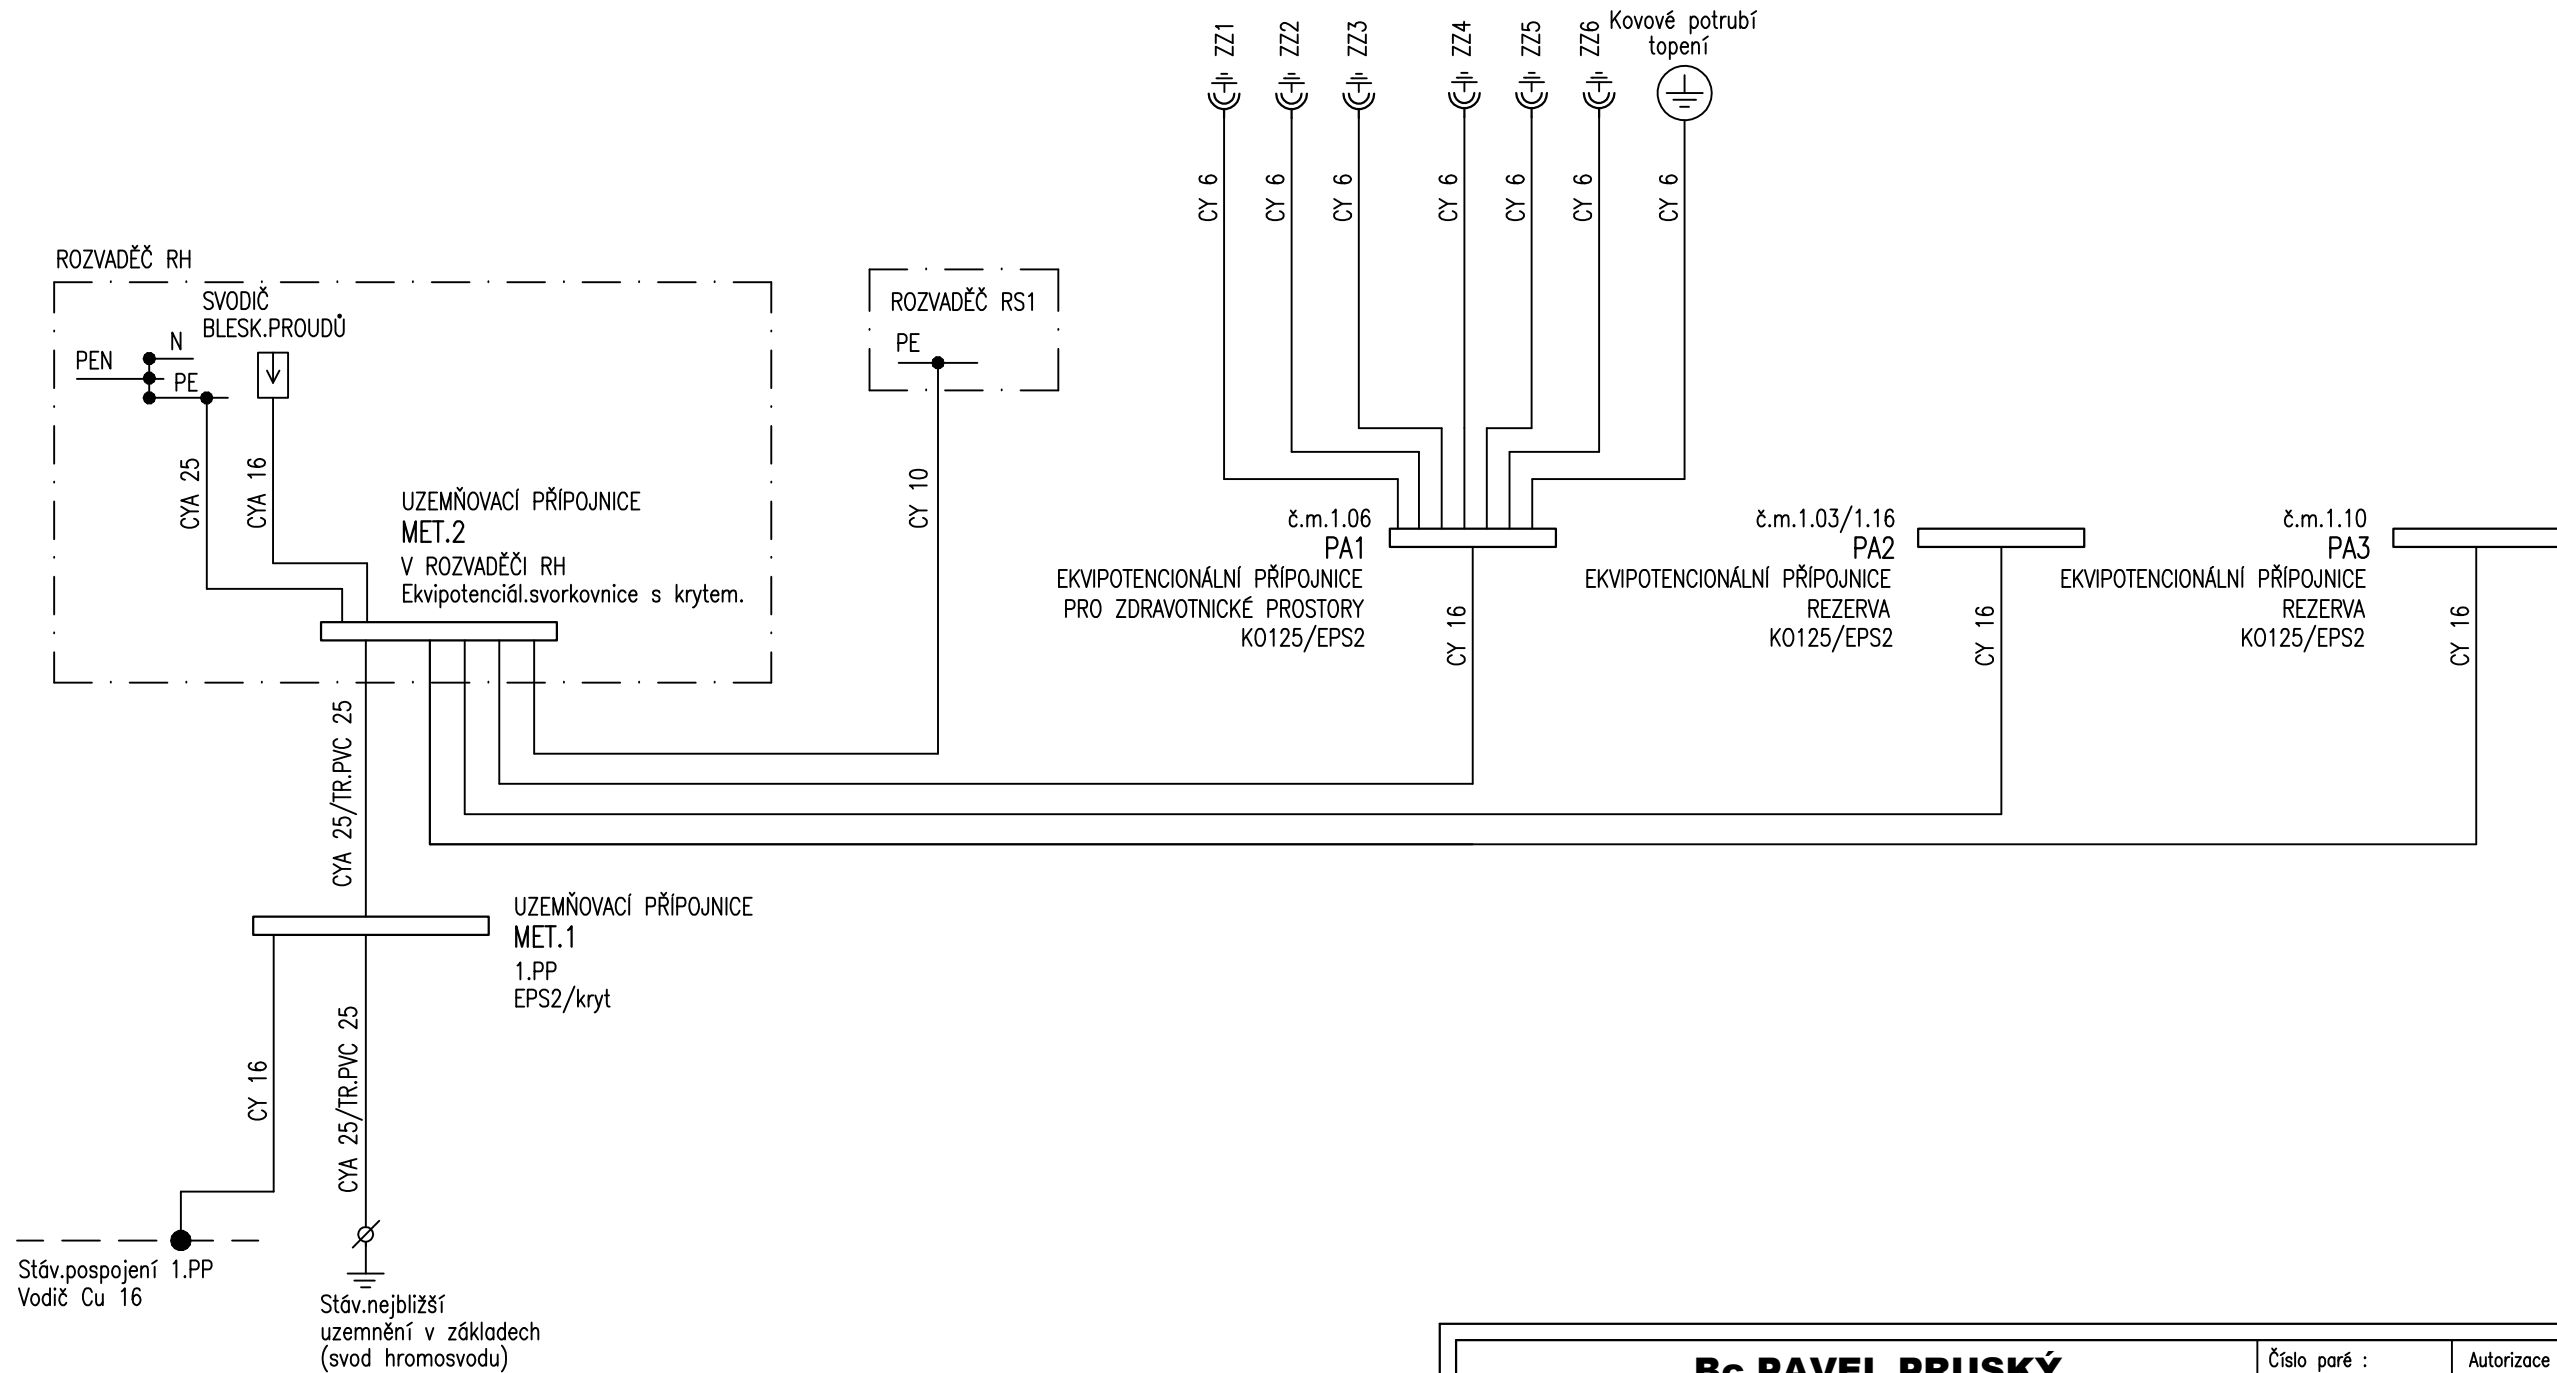 ZZ1
ZZ2
ZZ3
ZZ4
ZZ5
ZZ6
Kovové potrubí
topení
CY 6
CY 6
CY 6
CY 6
CY 6
CY 6
CY 6
ROZVADĚČ RH
SVODIČ
BLESK.PROUDŮ
N
PEN
PE
CYA 25
CYA 16
UZEMŇOVACÍ PŘÍPOJNICE
MET.2
V ROZVADĚČI RH
Ekvipotenciál.svorkovnice s krytem.
ROZVADĚČ RS1
PE
CY 10
č.m.1.06
PA1
EKVIPOTENCIONÁLNÍ PŘÍPOJNICE
PRO ZDRAVOTNICKÉ PROSTORY
KO125/EPS2
CY 16
č.m.1.03/1.16
PA2
EKVIPOTENCIONÁLNÍ PŘÍPOJNICE
REZERVA
KO125/EPS2
CY 16
č.m.1.10
PA3
EKVIPOTENCIONÁLNÍ PŘÍPOJNICE
REZERVA
KO125/EPS2
CY 16
CYA 25/TR.PVC 25
UZEMŇOVACÍ PŘÍPOJNICE
MET.1
1.PP
EPS2/kryt
CY 16
CYA 25/TR.PVC 25
Stáv.pospojení 1.PP
Vodič Cu 16
Stáv.nejbližší
uzemnění v základech
(svod hromosvodu)
Bc.PAVEL PRUSKÝ
Číslo paré :
Autorizace